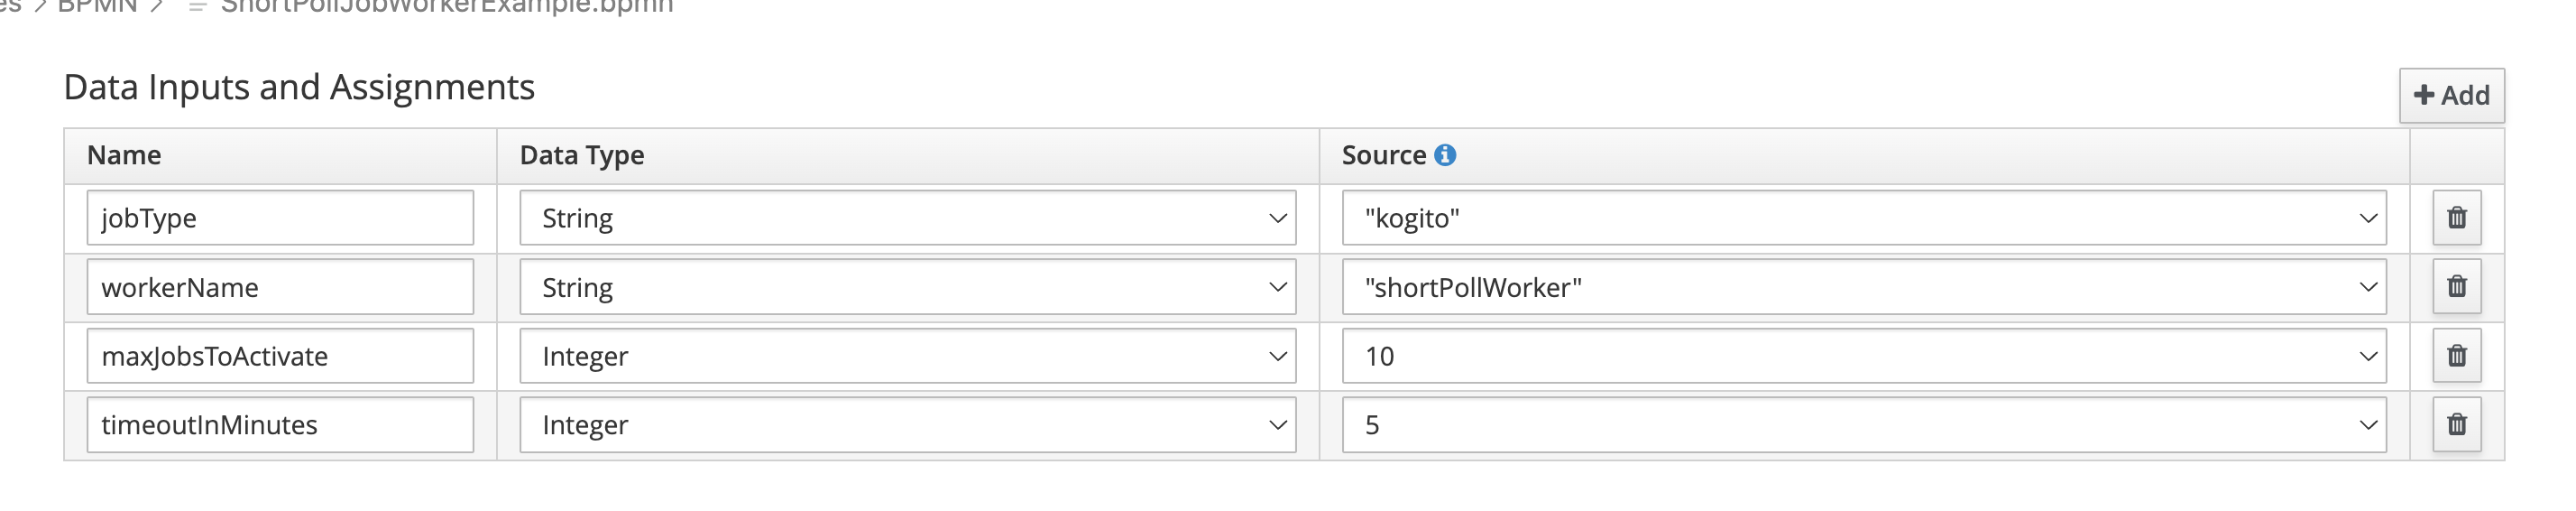 es > BPMN > ShortPollJobWorkerExample.bpmn
Data Inputs and Assignments
+ Add
Name Data Type Source
jobType String "kogito"
workerName String "shortPollWorker"
maxJobsToActivate Integer 10
timeoutInMinutes Integer 5